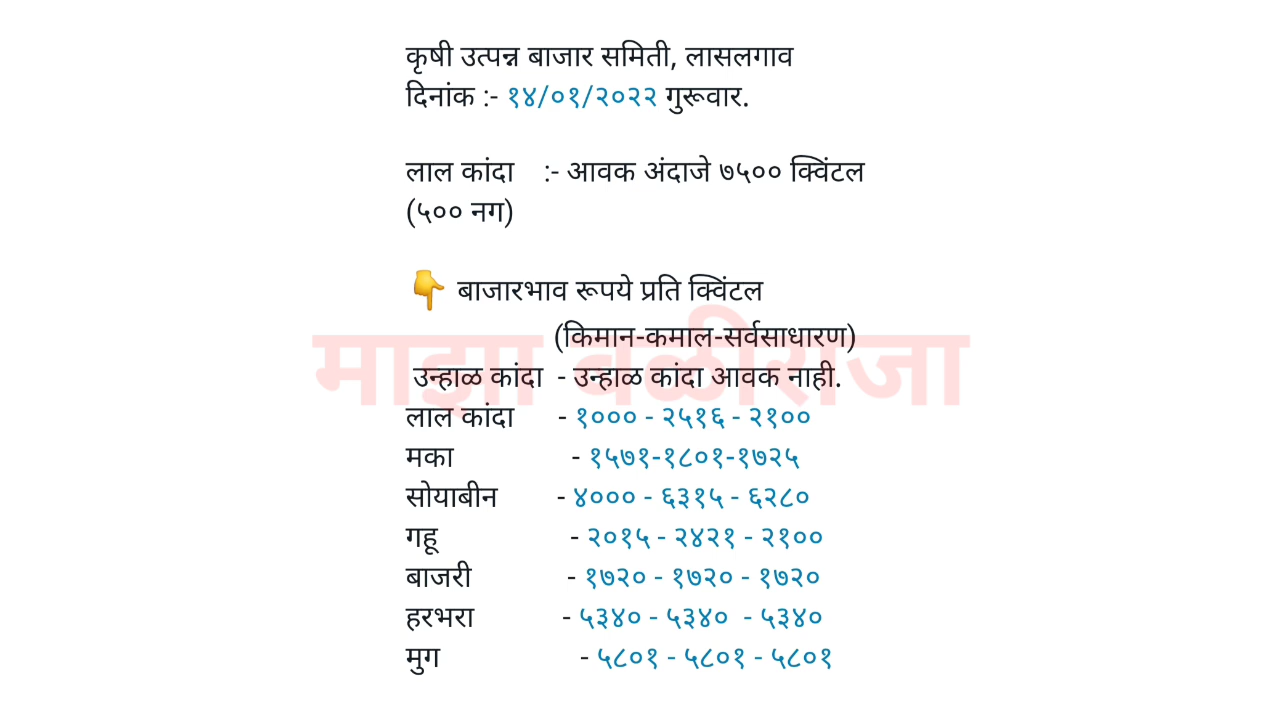 कृषी उत्पन्न बाजार समिती, लासलगाव
दिनांक :- १४/०१/२०२२ गुरूवार.
लाल कांदा :- आवक अंदाजे ७५०० क्विंटल
(५०० नग)
👇 बाजारभाव रूपये प्रति क्विंटल
(किमान-कमाल-सर्वसाधारण)
माझा बळीराजा
उन्हाळ कांदा - उन्हाळ कांदा आवक नाही.
लाल कांदा - १००० - २५१६ - २१००
मका - १५७१-१८०१-१७२५
सोयाबीन - ४००० - ६३१५ - ६२८०
गहू - २०१५ - २४२१ - २१००
बाजरी - १७२० - १७२० - १७२०
हरभरा - ५३४० - ५३४० - ५३४०
मुग - ५८०१ - ५८०१ - ५८०१